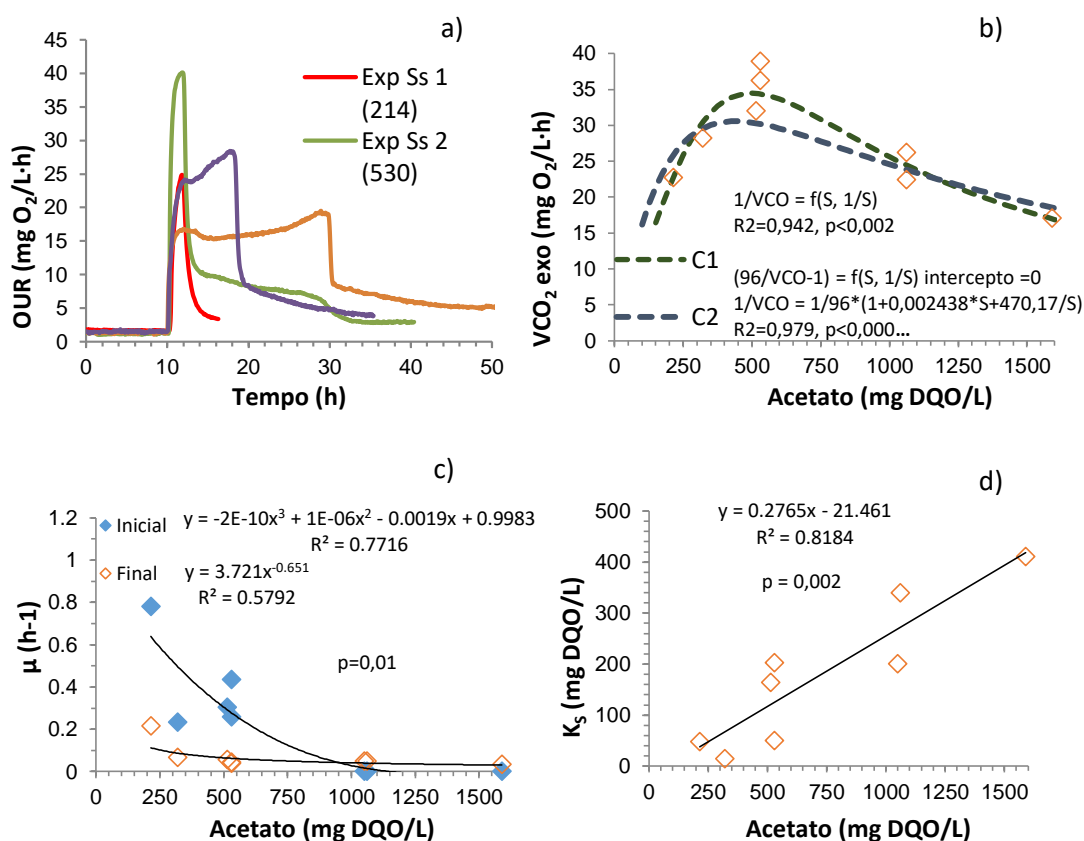 a)
OUR (mg O₂/L·h)
45
40
35
30
25
20
15
10
5
0
Exp Ss 1
(214)
Exp Ss 2
(530)
0 10 20 30 40 50
Tempo (h)
b)
VCO₂ exo (mg O₂/L·h)
40
35
30
25
20
15
10
5
0
1/VCO = f(S, 1/S)
R2=0,942, p<0,002
C1
(96/VCO-1) = f(S, 1/S) intercepto =0
C2
1/VCO = 1/96*(1+0,002438*S+470,17/S)
R2=0,979, p<0,000...
0 250 500 750 1000 1250 1500
Acetato (mg DQO/L)
c)
µ (h-1)
1.2
1
0.8
0.6
0.4
0.2
0
Inicial
y = -2E-10x³ + 1E-06x² - 0.0019x + 0.9983
R² = 0.7716
Final
y = 3.721x⁻⁰·⁶⁵¹
R² = 0.5792
p=0,01
0 250 500 750 1000 1250 1500
Acetato (mg DQO/L)
d)
Kₛ (mg DQO/L)
500
400
300
200
100
0
y = 0.2765x - 21.461
R² = 0.8184
p = 0,002
0 250 500 750 1000 1250 1500
Acetato (mg DQO/L)